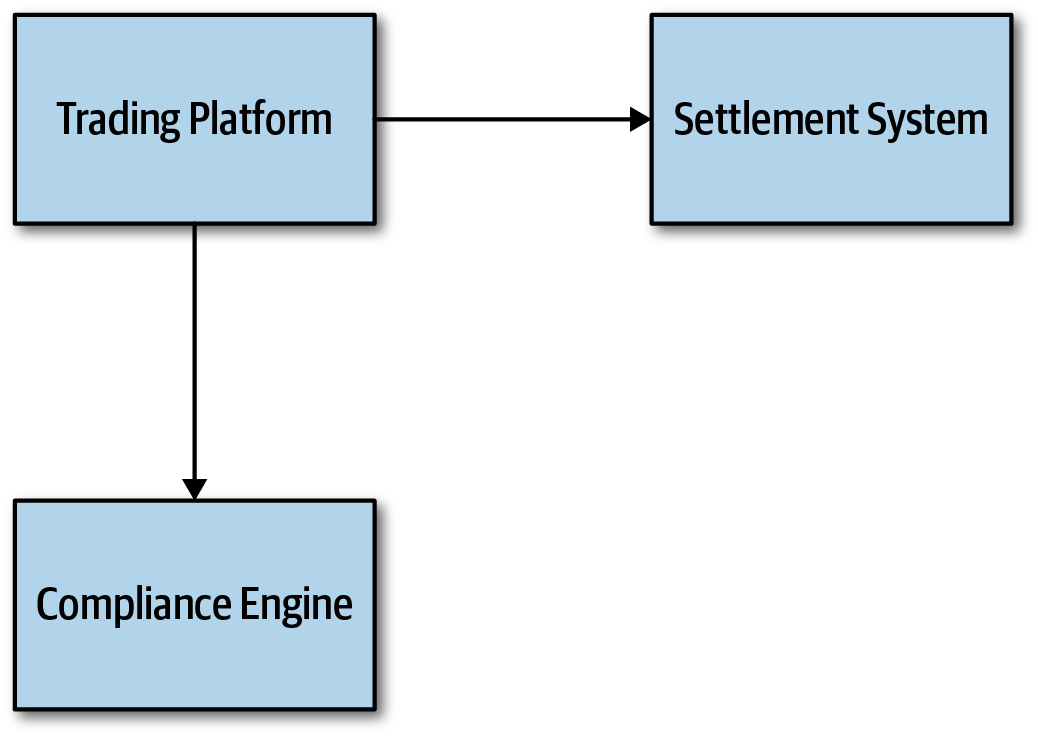 Trading Platform
Settlement System
Compliance Engine